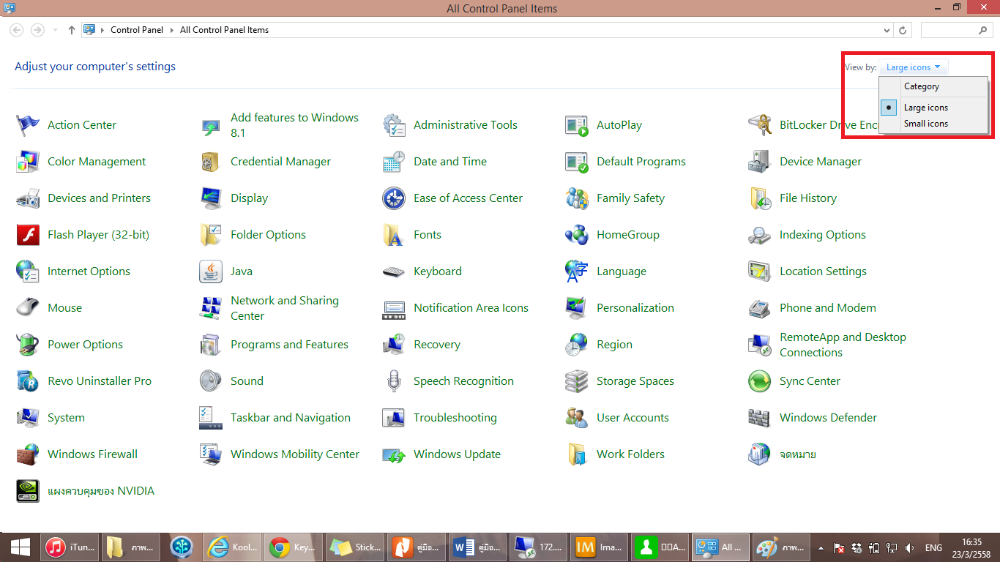 All Control Panel Items
Control Panel
All Control Panel Items
Adjust your computer's settings
View by:
Large icons
Category
Large icons
Small icons
Action Center
Add features to Windows
8.1
Administrative Tools
AutoPlay
BitLocker Drive Enc
Color Management
Credential Manager
Date and Time
Default Programs
Device Manager
Devices and Printers
Display
Ease of Access Center
Family Safety
File History
Flash Player (32-bit)
Folder Options
Fonts
HomeGroup
Indexing Options
Internet Options
Java
Keyboard
Language
Location Settings
Mouse
Network and Sharing
Center
Notification Area Icons
Personalization
Phone and Modem
Power Options
Programs and Features
Recovery
Region
RemoteApp and Desktop
Connections
Revo Uninstaller Pro
Sound
Speech Recognition
Storage Spaces
Sync Center
System
Taskbar and Navigation
Troubleshooting
User Accounts
Windows Defender
Windows Firewall
Windows Mobility Center
Windows Update
Work Folders
จดหมาย
แผงควบคุมของ NVIDIA
iTun...
ภาพ...
Kool...
Key...
Stick...
คู่มือ...
คู่มือ...
172....
IM
Ima...
A...
All ...
ภาพ...
ENG
16:35
23/3/2558